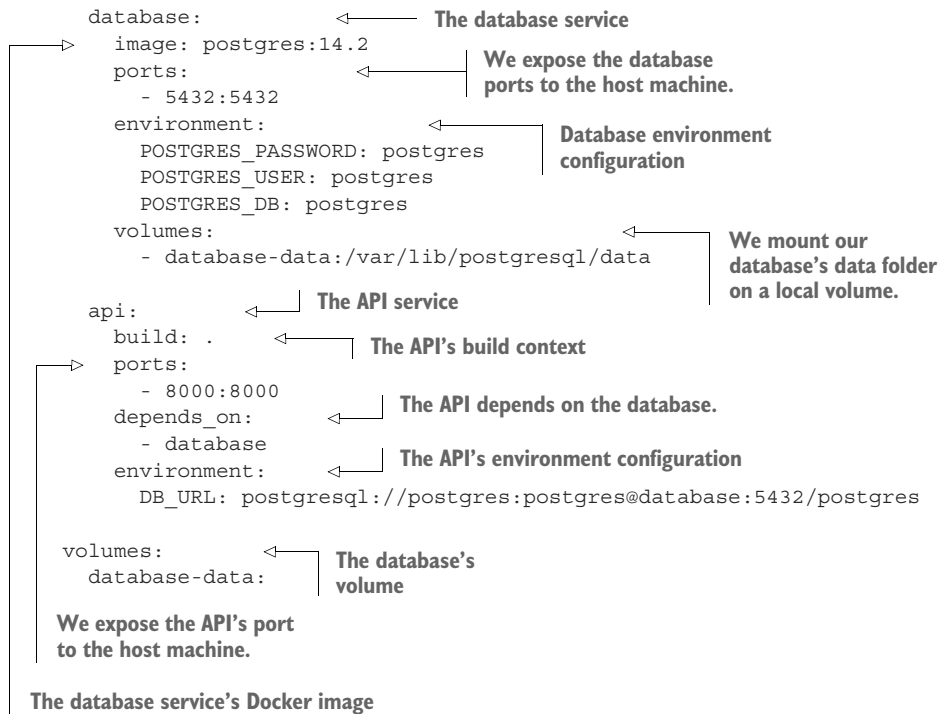 database:
The database service
image: postgres:14.2
ports:
We expose the database
ports to the host machine.
- 5432:5432
environment:
Database environment
configuration
POSTGRES_PASSWORD: postgres
POSTGRES_USER: postgres
POSTGRES_DB: postgres
volumes:
- database-data:/var/lib/postgresql/data
We mount our
database's data folder
on a local volume.
api:
The API service
build: .
The API's build context
ports:
- 8000:8000
depends_on:
The API depends on the database.
- database
environment:
The API's environment configuration
DB_URL: postgresql://postgres:postgres@database:5432/postgres
volumes:
The database's
volume
database-data:
We expose the API's port
to the host machine.
The database service's Docker image